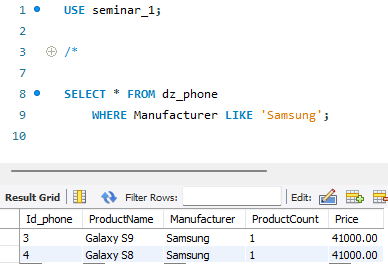 1 USE seminar_1;
2
3 /*
7
8 SELECT * FROM dz_phone
9 WHERE Manufacturer LIKE 'Samsung';
10
Result Grid Filter Rows: Edit:
Id_phone ProductName Manufacturer ProductCount Price
3 Galaxy S9 Samsung 1 41000.00
4 Galaxy S8 Samsung 1 41000.00